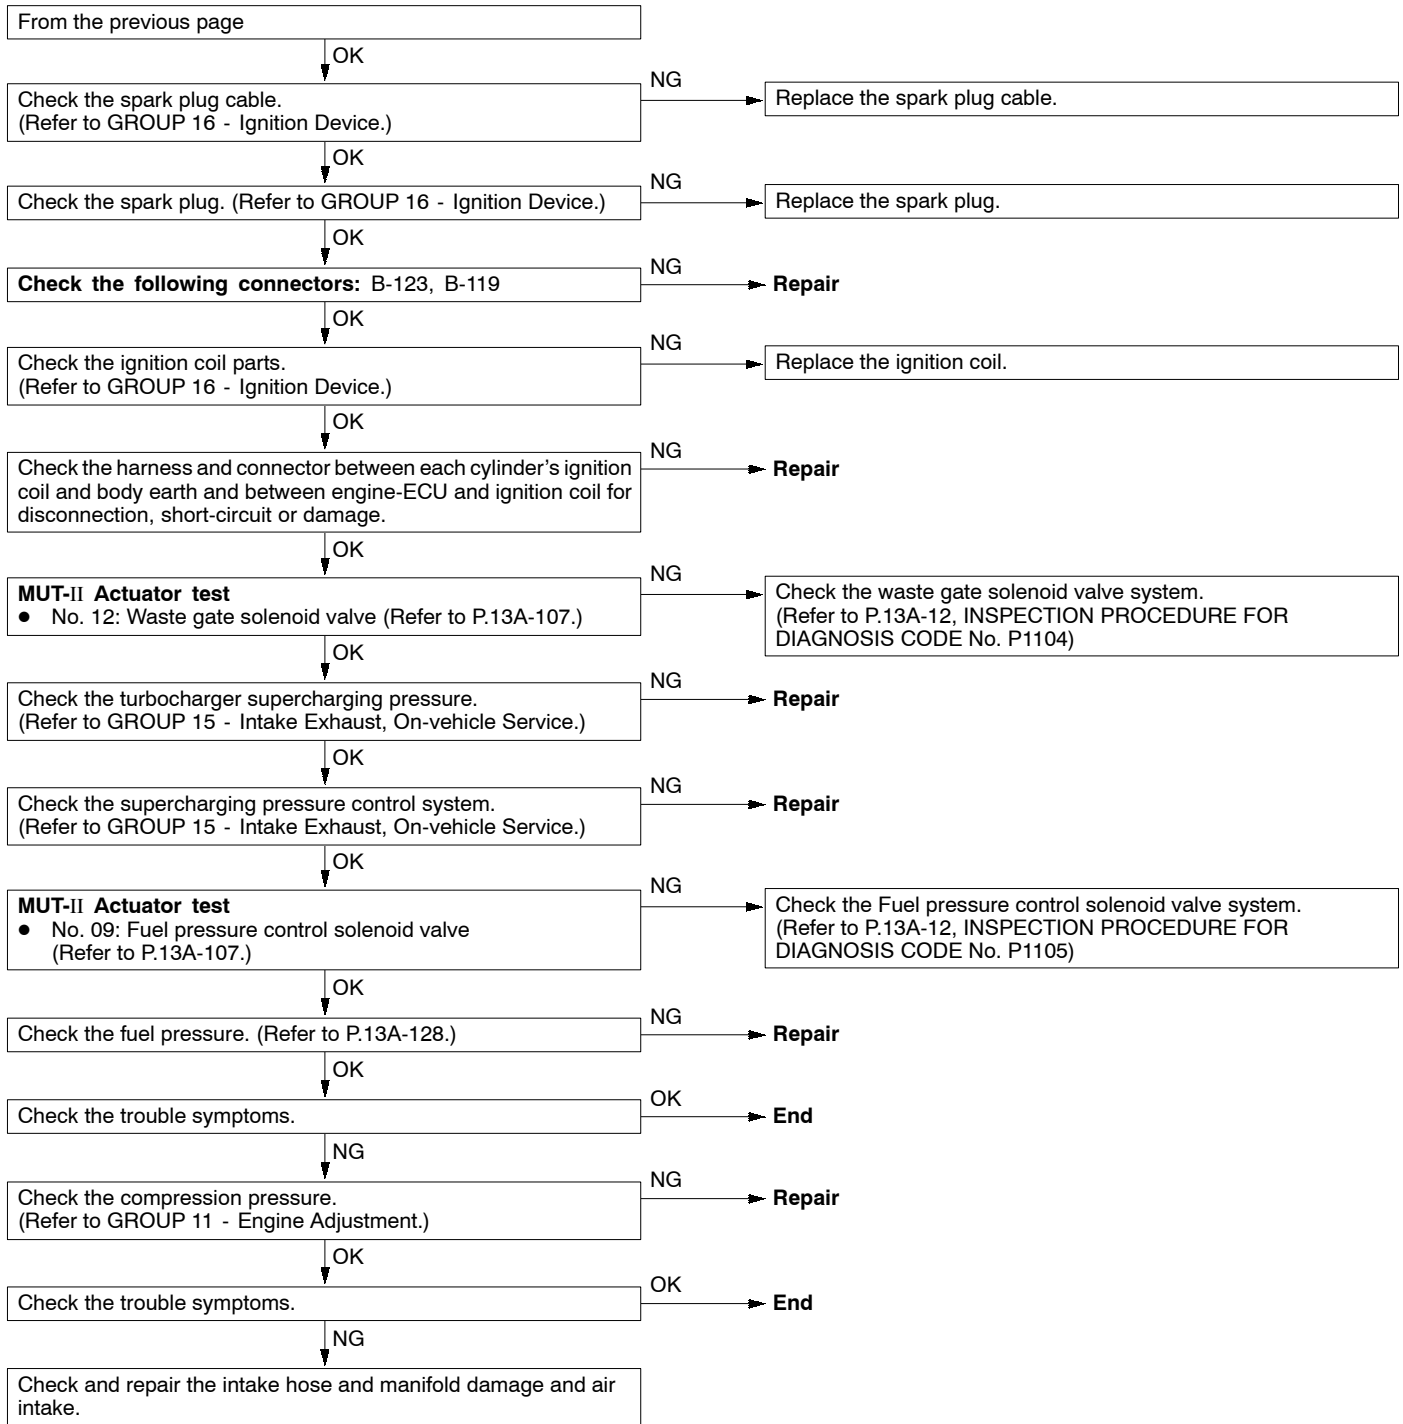 From the previous page
OK
Check the spark plug cable.
(Refer to GROUP 16 - Ignition Device.)
NG
Replace the spark plug cable.
OK
Check the spark plug. (Refer to GROUP 16 - Ignition Device.)
NG
Replace the spark plug.
OK
Check the following connectors: B-123, B-119
NG
Repair
OK
Check the ignition coil parts.
(Refer to GROUP 16 - Ignition Device.)
NG
Replace the ignition coil.
OK
Check the harness and connector between each cylinder's ignition
coil and body earth and between engine-ECU and ignition coil for
disconnection, short-circuit or damage.
NG
Repair
OK
MUT-II Actuator test
● No. 12: Waste gate solenoid valve (Refer to P.13A-107.)
NG
Check the waste gate solenoid valve system.
(Refer to P.13A-12, INSPECTION PROCEDURE FOR
DIAGNOSIS CODE No. P1104)
OK
Check the turbocharger supercharging pressure.
(Refer to GROUP 15 - Intake Exhaust, On-vehicle Service.)
NG
Repair
OK
Check the supercharging pressure control system.
(Refer to GROUP 15 - Intake Exhaust, On-vehicle Service.)
NG
Repair
OK
MUT-II Actuator test
● No. 09: Fuel pressure control solenoid valve
(Refer to P.13A-107.)
NG
Check the Fuel pressure control solenoid valve system.
(Refer to P.13A-12, INSPECTION PROCEDURE FOR
DIAGNOSIS CODE No. P1105)
OK
Check the fuel pressure. (Refer to P.13A-128.)
NG
Repair
OK
Check the trouble symptoms.
OK
End
NG
Check the compression pressure.
(Refer to GROUP 11 - Engine Adjustment.)
NG
Repair
OK
Check the trouble symptoms.
OK
End
NG
Check and repair the intake hose and manifold damage and air
intake.